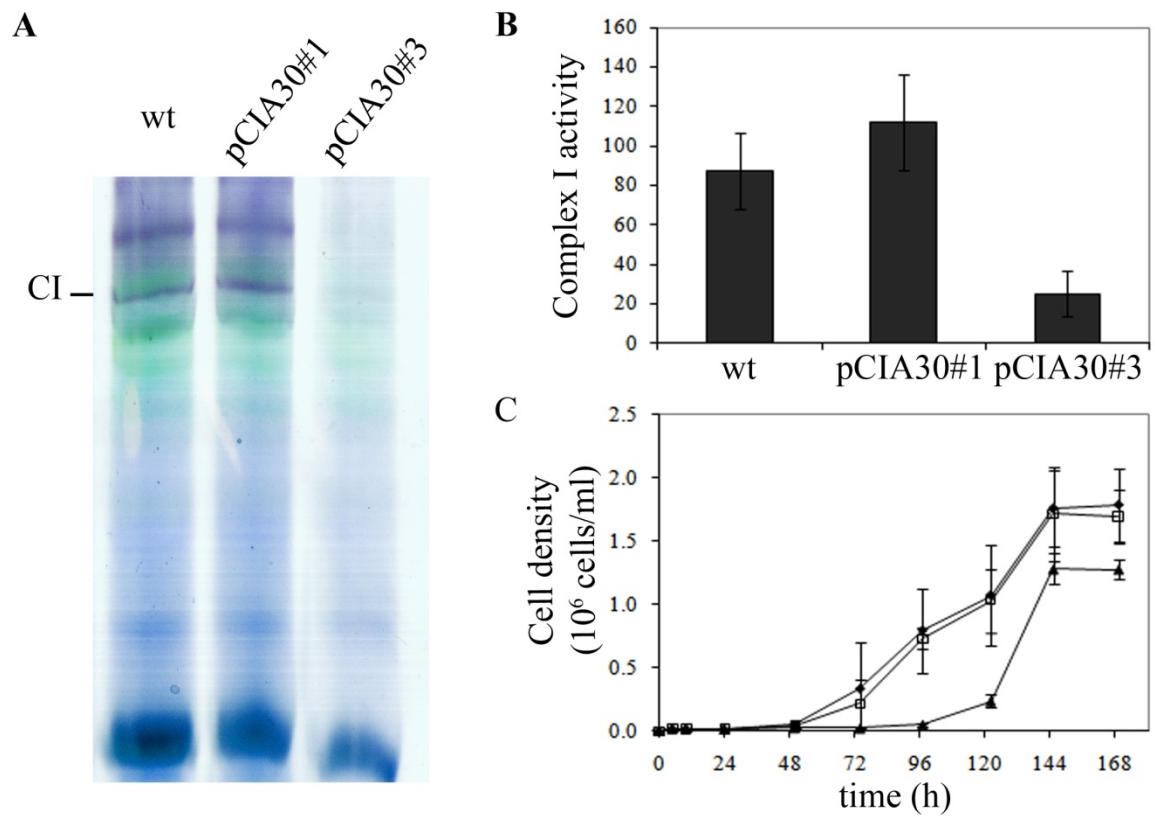 A
wt
pCIA30#1
pCIA30#3
CI
B
Complex I activity
160
140
120
100
80
60
40
20
0
wt
pCIA30#1
pCIA30#3
C
Cell density
(10⁶ cells/ml)
2.5
2.0
1.5
1.0
0.5
0.0
0
24
48
72
96
120
144
168
time (h)